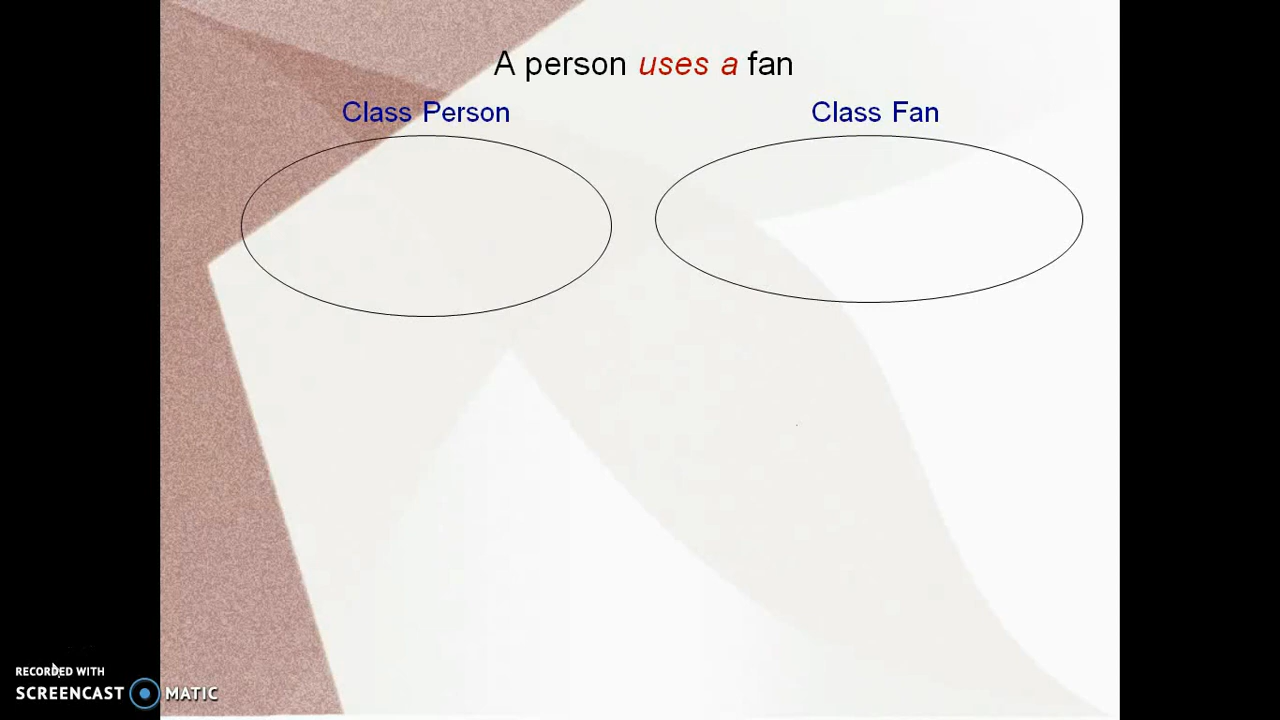 A person uses a fan
Class Person
Class Fan
RECORDED WITH
SCREENCAST MATIC